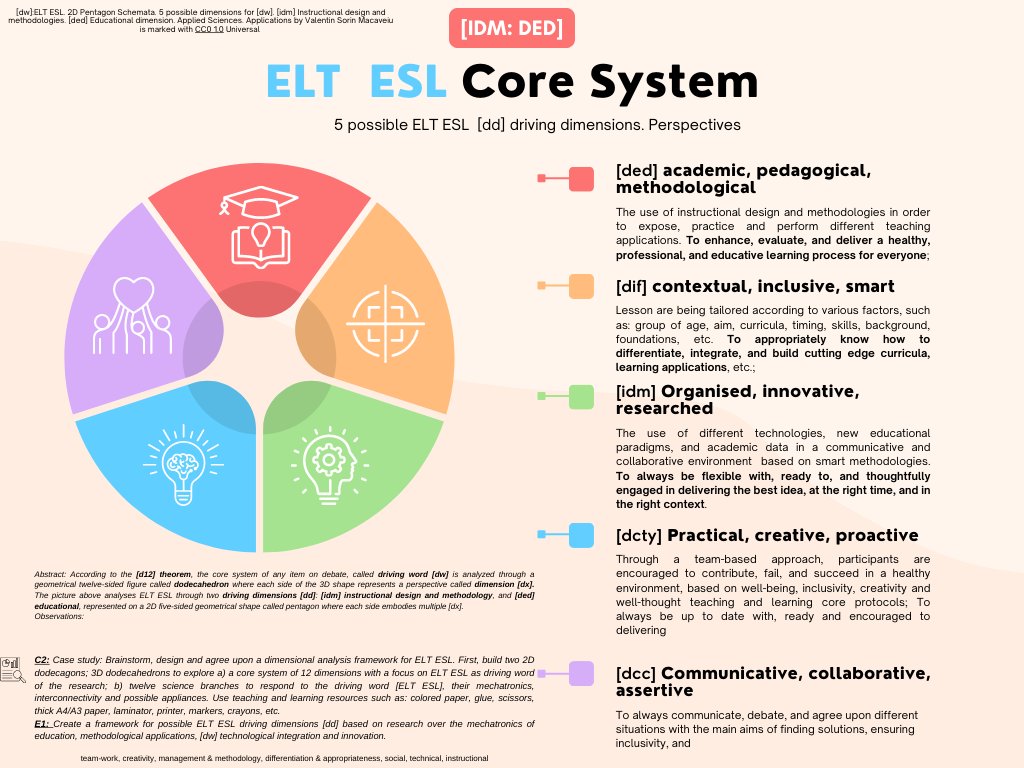 [dw] ELT ESL. 2D Pentagon Schemata. 5 possible dimensions for [dw]. [idm] Instructional design and
methodologies. [ded] Educational dimension. Applied Sciences. Applications by Valentin Sorin Macaveiu
is marked with CC0 1.0 Universal
[IDM: DED]
ELT ESL Core System
5 possible ELT ESL [dd] driving dimensions. Perspectives
[ded] academic, pedagogical,
methodological
The use of instructional design and methodologies in order
to expose, practice and perform different teaching
applications. To enhance, evaluate, and deliver a healthy,
professional, and educative learning process for everyone;
[dif] contextual, inclusive, smart
Lesson are being tailored according to various factors, such
as: group of age, aim, curricula, timing, skills, background,
foundations, etc. To appropriately know how to
differentiate, integrate, and build cutting edge curricula,
learning applications, etc.;
[idm] Organised, innovative,
researched
The use of different technologies, new educational
paradigms, and academic data in a communicative and
collaborative environment based on smart methodologies.
To always be flexible with, ready to, and thoughtfully
engaged in delivering the best idea, at the right time, and in
the right context.
[dcty] Practical, creative, proactive
Through a team-based approach, participants are
encouraged to contribute, fail, and succeed in a healthy
environment, based on well-being, inclusivity, creativity and
well-thought teaching and learning core protocols; To
always be up to date with, ready and encouraged to
delivering
[dcc] Communicative, collaborative,
assertive
To always communicate, debate, and agree upon different
situations with the main aims of finding solutions, ensuring
inclusivity, and
Abstract: According to the [d12] theorem, the core system of any item on debate, called driving word [dw] is analyzed through a
geometrical twelve-sided figure called dodecahedron where each side of the 3D shape represents a perspective called dimension [dx].
The picture above analyses ELT ESL through two driving dimensions [dd]: [idm] instructional design and methodology, and [ded]
educational, represented on a 2D five-sided geometrical shape called pentagon where each side embodies multiple [dx].
Observations:
C2: Case study: Brainstorm, design and agree upon a dimensional analysis framework for ELT ESL. First, build two 2D
dodecagons; 3D dodecahedrons to explore a) a core system of 12 dimensions with a focus on ELT ESL as driving word
of the research; b) twelve science branches to respond to the driving word [ELT ESL], their mechatronics,
interconnectivity and possible appliances. Use teaching and learning resources such as: colored paper, glue, scissors,
thick A4/A3 paper, laminator, printer, markers, crayons, etc.
E1: Create a framework for possible ELT ESL driving dimensions [dd] based on research over the mechatronics of
education, methodological applications, [dw] technological integration and innovation.
team-work, creativity, management & methodology, differentiation & appropriateness, social, technical, instructional